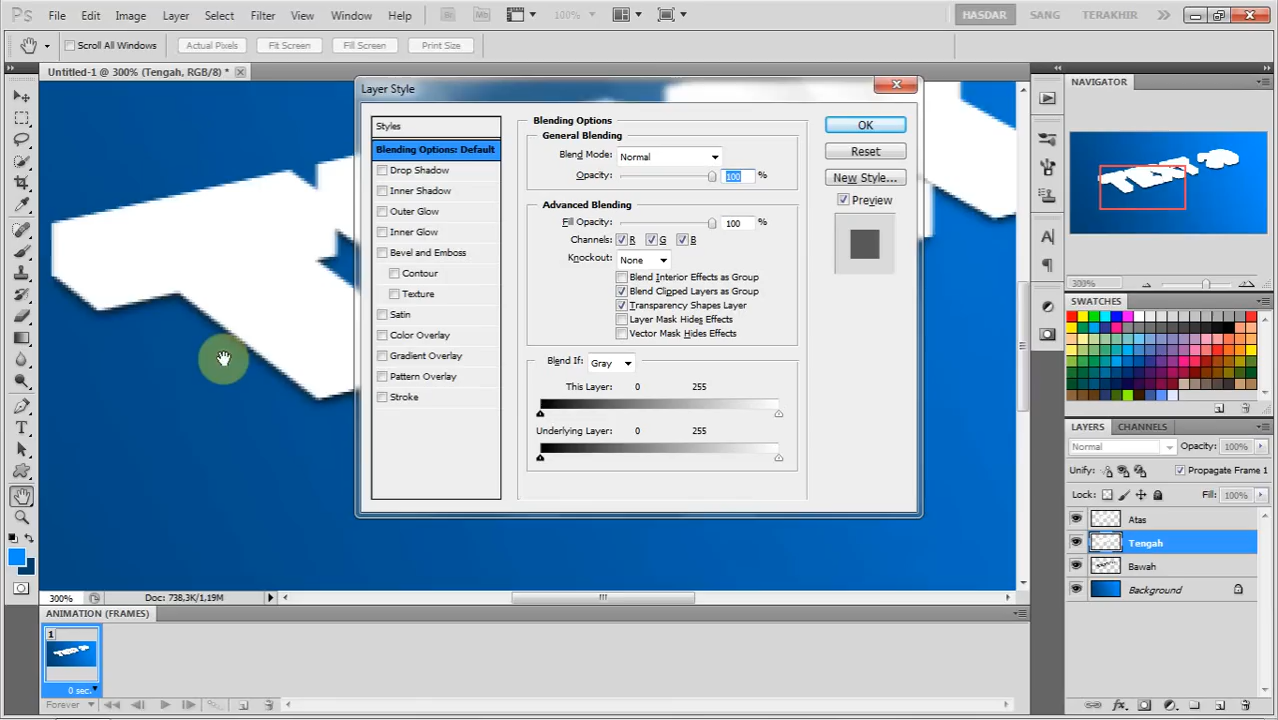 Ps File Edit Image Layer Select Filter View Window Help Br Mb 100% HASDAR SANG TERAKHIR
Scroll All Windows Actual Pixels Fit Screen Fill Screen Print Size
Untitled-1 @ 300% (Tengah, RGB/8) *
Layer Style
Styles
Blending Options: Default
Drop Shadow
Inner Shadow
Outer Glow
Inner Glow
Bevel and Emboss
Contour
Texture
Satin
Color Overlay
Gradient Overlay
Pattern Overlay
Stroke
Blending Options
General Blending
Blend Mode: Normal
Opacity: 100 %
Advanced Blending
Fill Opacity: 100 %
Channels: R G B
Knockout: None
Blend Interior Effects as Group
Blend Clipped Layers as Group
Transparency Shapes Layer
Layer Mask Hides Effects
Vector Mask Hides Effects
Blend If: Gray
This Layer: 0 255
Underlying Layer: 0 255
OK
Reset
New Style...
Preview
NAVIGATOR
300%
SWATCHES
LAYERS CHANNELS
Normal Opacity: 100%
Unify: Propagate Frame 1
Lock: Fill: 100%
Atas
Tengah
Bawah
Background
300% Doc: 738,3K/1,19M
ANIMATION (FRAMES)
1
0 sec.
Forever